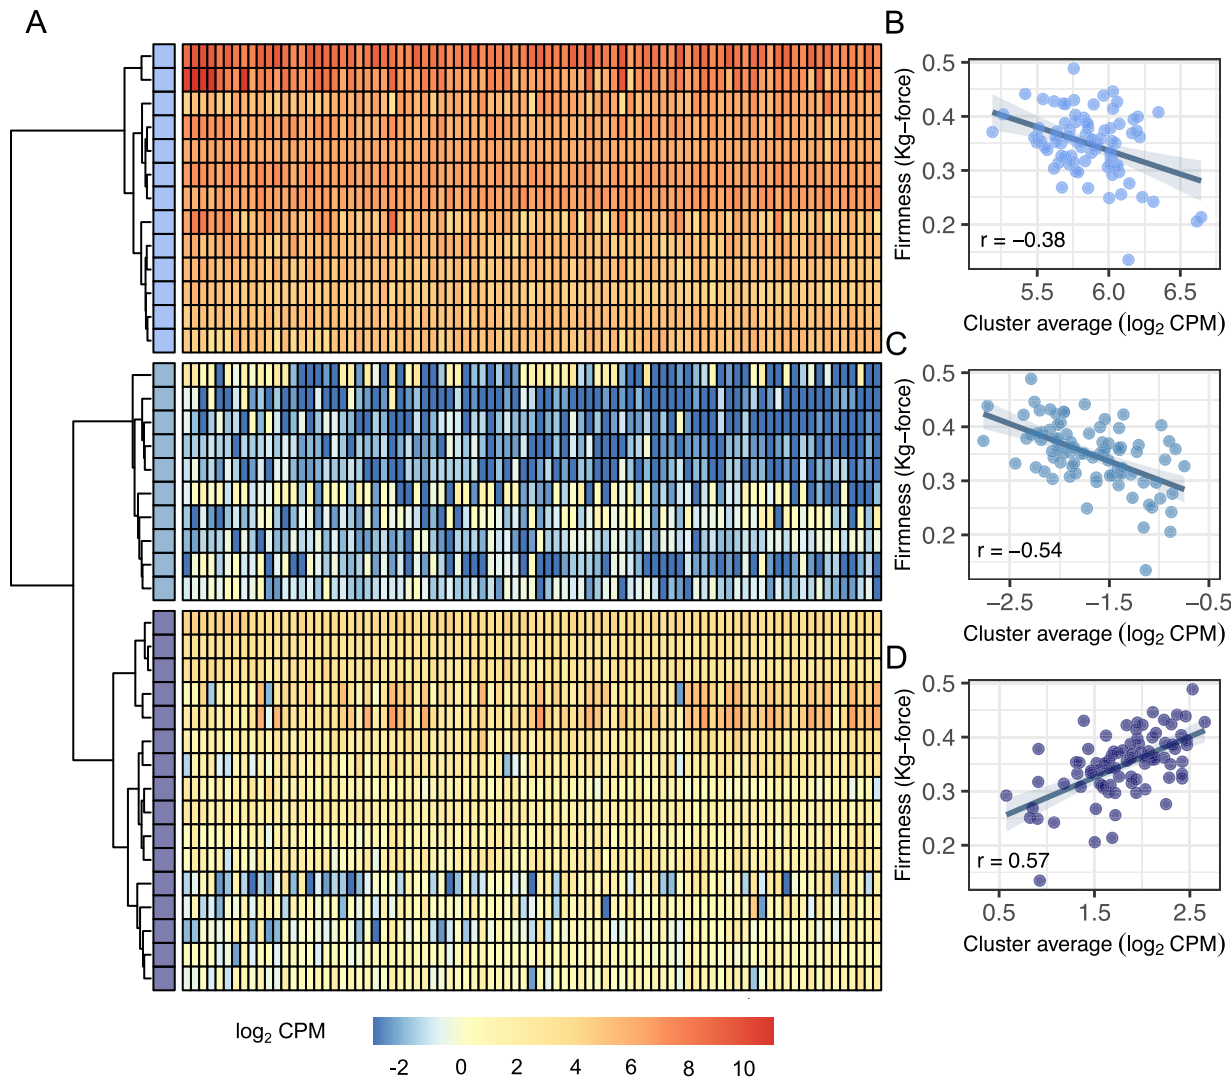 A
B
Firmness (Kg−force)
0.5
0.4
0.3
0.2
r = −0.38
5.5 6.0 6.5
Cluster average (log2 CPM)
C
Firmness (Kg−force)
0.5
0.4
0.3
0.2
r = −0.54
−2.5 −1.5 −0.5
Cluster average (log2 CPM)
D
Firmness (Kg−force)
0.5
0.4
0.3
0.2
r = 0.57
0.5 1.5 2.5
Cluster average (log2 CPM)
log2 CPM
-2 0 2 4 6 8 10